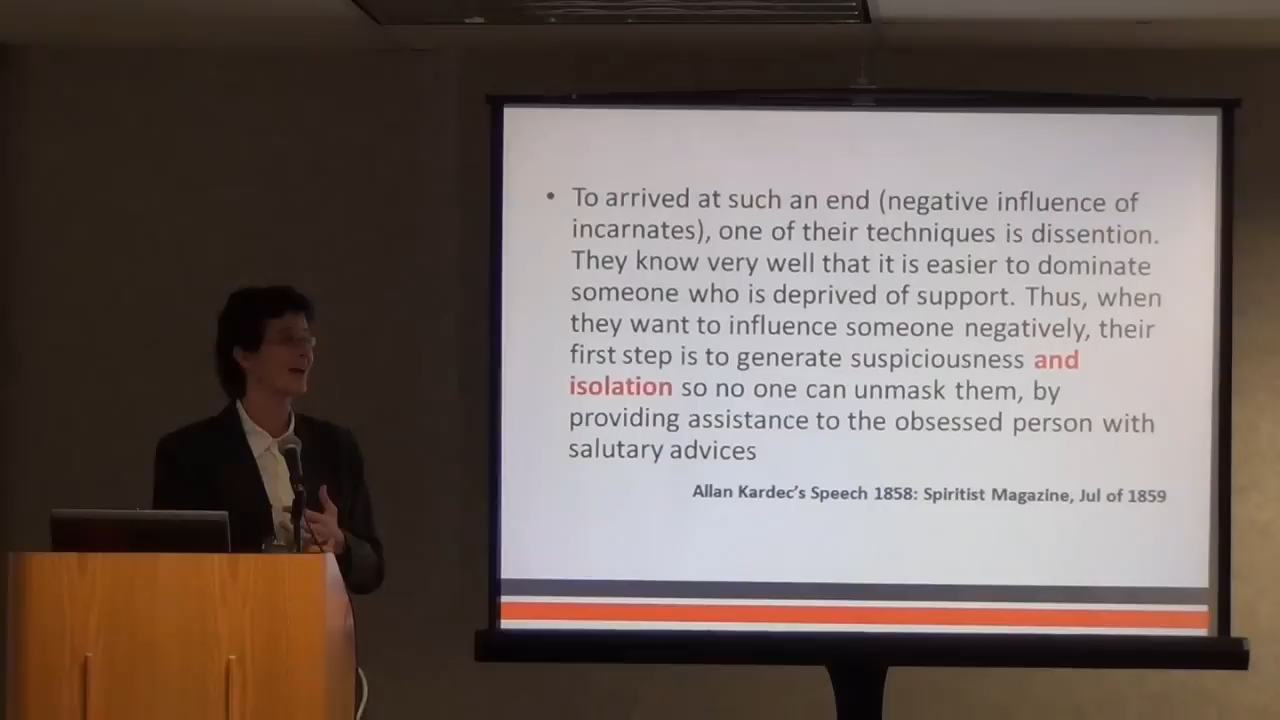 • To arrived at such an end (negative influence of
incarnates), one of their techniques is dissention.
They know very well that it is easier to dominate
someone who is deprived of support. Thus, when
they want to influence someone negatively, their
first step is to generate suspiciousness and
isolation so no one can unmask them, by
providing assistance to the obsessed person with
salutary advices
Allan Kardec's Speech 1858: Spiritist Magazine, Jul of 1859